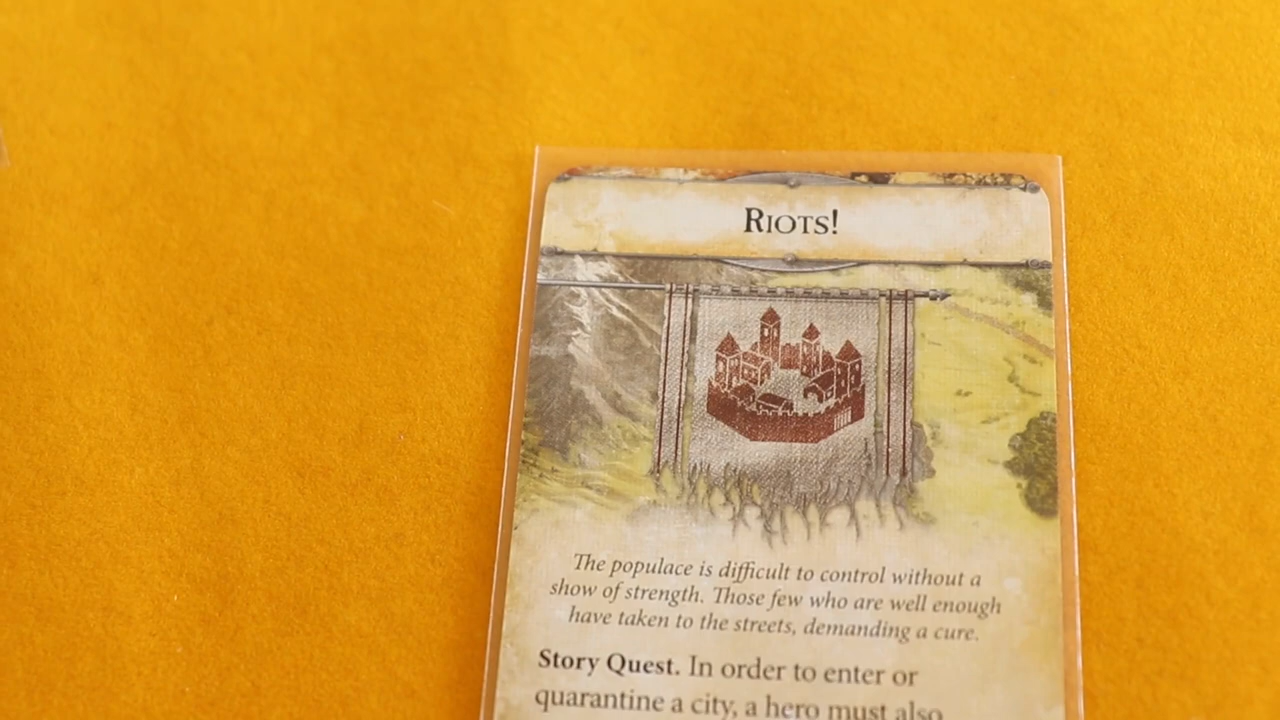 RIOTS!
The populace is difficult to control without a
show of strength. Those few who are well enough
have taken to the streets, demanding a cure.
Story Quest. In order to enter or
quarantine a city, a hero must also